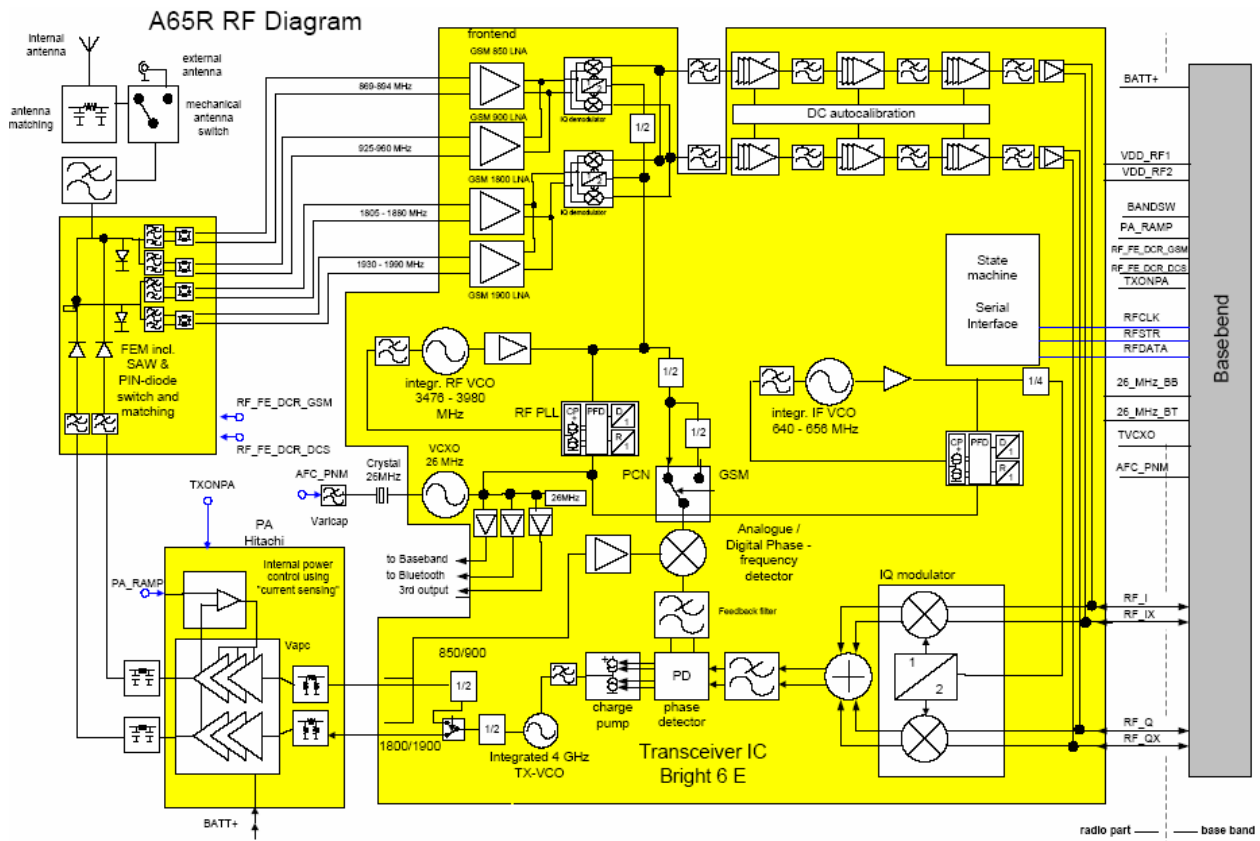 A65R RF Diagram
Internal
antenna
external
antenna
antenna
matching
mechanical
antenna
switch
frontend
GSM 850 LNA
869-894 MHz
GSM 900 LNA
925-960 MHz
GSM 1800 LNA
1805 - 1880 MHz
1930 - 1990 MHz
GSM 1900 LNA
IQ demodulator
1/2
IQ demodulator
DC autocalibration
BATT+
VDD_RF1
VDD_RF2
BANDSW
PA_RAMP
RF_FE_DCR_GSM
RF_FE_DCR_DCS
TXONPA
RFCLK
RFSTR
RFDATA
26_MHz_BB
26_MHz_BT
TVCXO
AFC_PNM
RF_I
RF_IX
RF_Q
RF_QX
Basebend
State
machine
Serial
Interface
FEM incl.
SAW &
PIN-diode
switch and
matching
RF_FE_DCR_GSM
RF_FE_DCR_DCS
integr. RF VCO
3476 - 3980
MHz
RF PLL
CP
PFD
D
1
R
1
1/2
1/2
integr. IF VCO
640 - 656 MHz
1/4
CP
PFD
D
1
R
1
AFC_PNM
Crystal
26MHz
VCXO
26 MHz
26MHz
Varicap
PCN
GSM
Analogue /
Digital Phase -
frequency
detector
to Baseband
to Bluetooth
3rd output
TXONPA
PA
Hitachi
PA_RAMP
Internal power
control using
"current sensing"
Vapc
BATT+
Feedback filter
850/900
1/2
1800/1900
1/2
Integrated 4 GHz
TX-VCO
charge
pump
PD
phase
detector
IQ modulator
1
2
Transceiver IC
Bright 6 E
radio part
base band